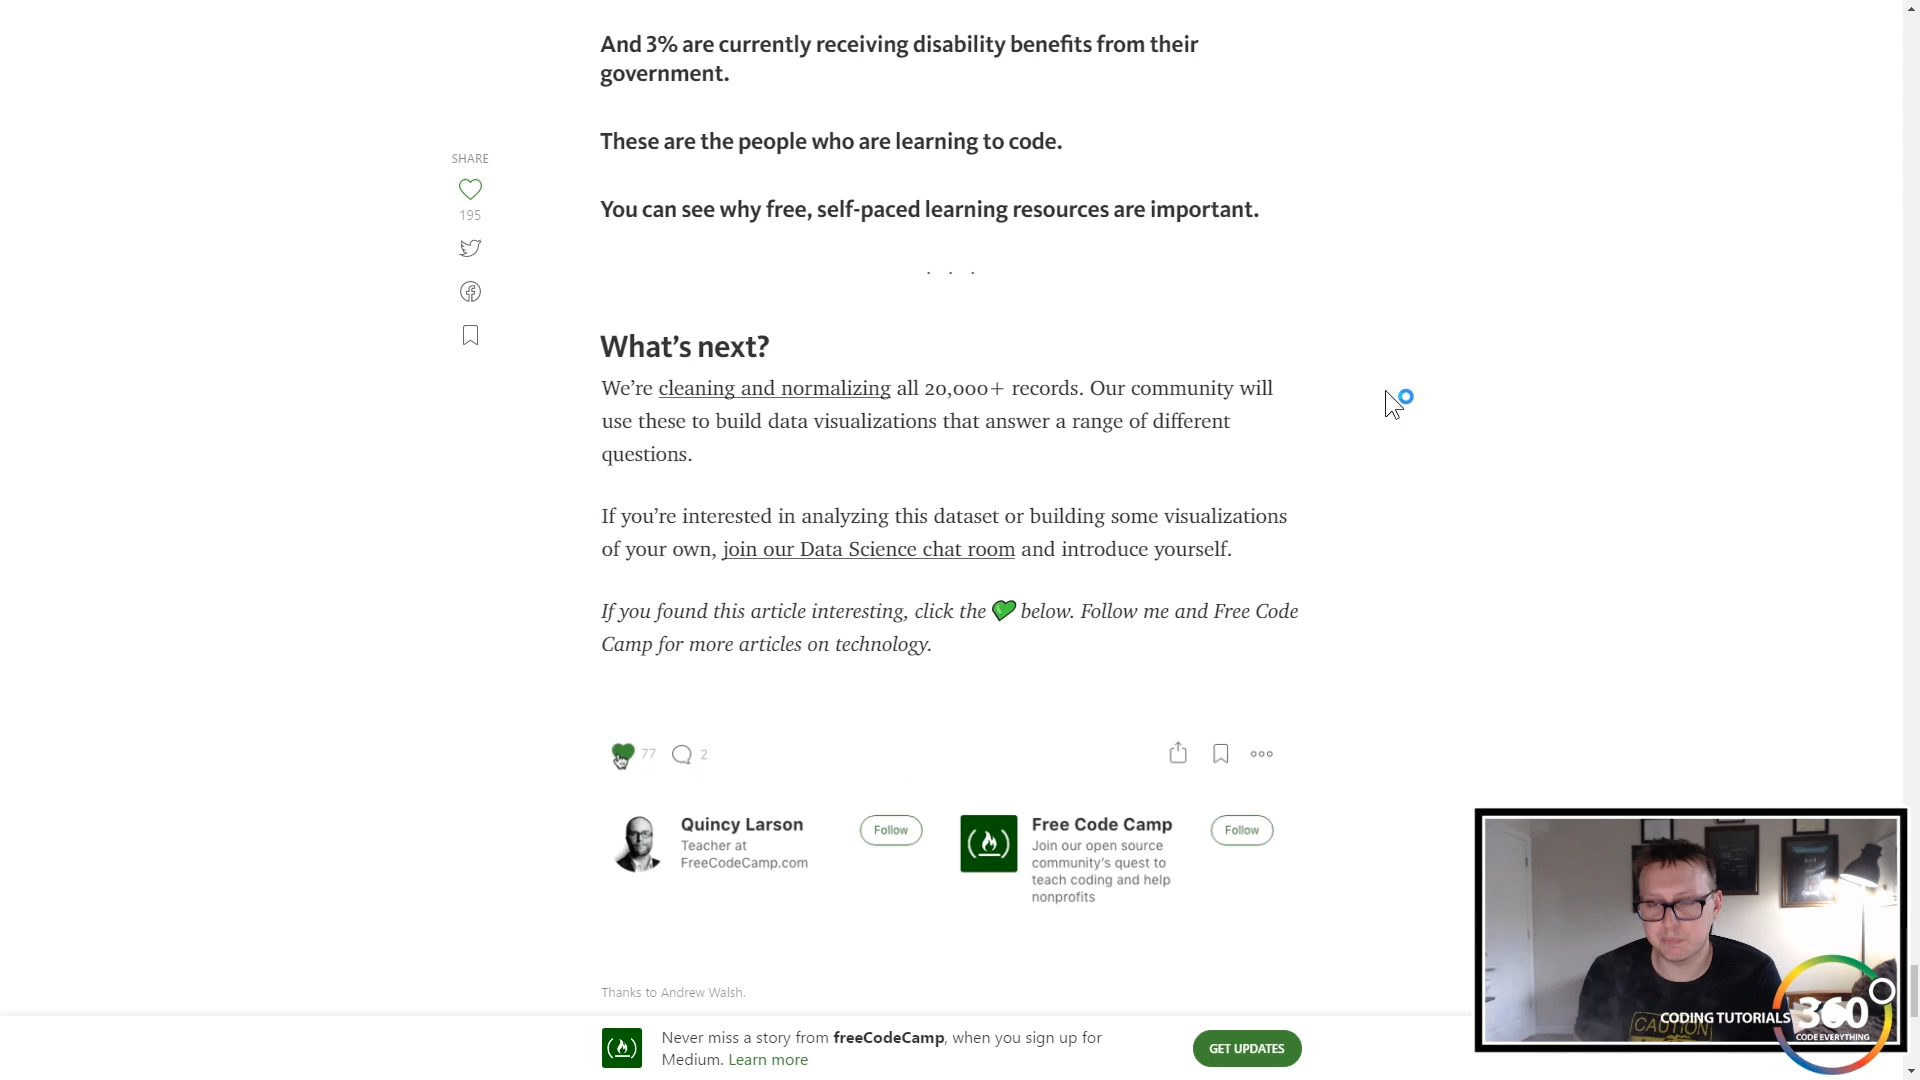 And 3% are currently receiving disability benefits from their
government.
These are the people who are learning to code.
You can see why free, self-paced learning resources are important.
SHARE
195
. . .
What’s next?
We’re cleaning and normalizing all 20,000+ records. Our community will
use these to build data visualizations that answer a range of different
questions.
If you’re interested in analyzing this dataset or building some visualizations
of your own, join our Data Science chat room and introduce yourself.
If you found this article interesting, click the 💚 below. Follow me and Free Code
Camp for more articles on technology.
77 2
Quincy Larson
Teacher at
FreeCodeCamp.com
Follow
Free Code Camp
Join our open source
community’s quest to
teach coding and help
nonprofits
Follow
Thanks to Andrew Walsh.
Never miss a story from freeCodeCamp, when you sign up for
Medium. Learn more
GET UPDATES
CAUTION
CODING TUTORIALS 360
CODE EVERYTHING